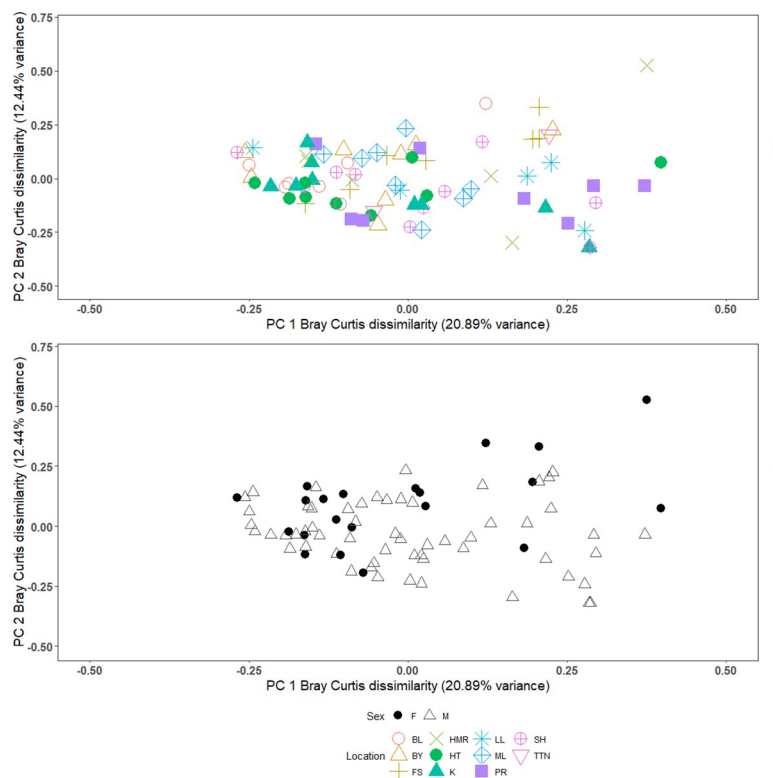 0.75
0.50
0.25
0.00
-0.25
-0.50
PC 2 Bray Curtis dissimilarity (12.44% variance)
-0.50 -0.25 0.00 0.25 0.50
PC 1 Bray Curtis dissimilarity (20.89% variance)
0.75
0.50
0.25
0.00
-0.25
-0.50
PC 2 Bray Curtis dissimilarity (12.44% variance)
-0.50 -0.25 0.00 0.25 0.50
PC 1 Bray Curtis dissimilarity (20.89% variance)
Sex F M
BL HMR LL SH
Location BY HT ML TTN
FS K PR